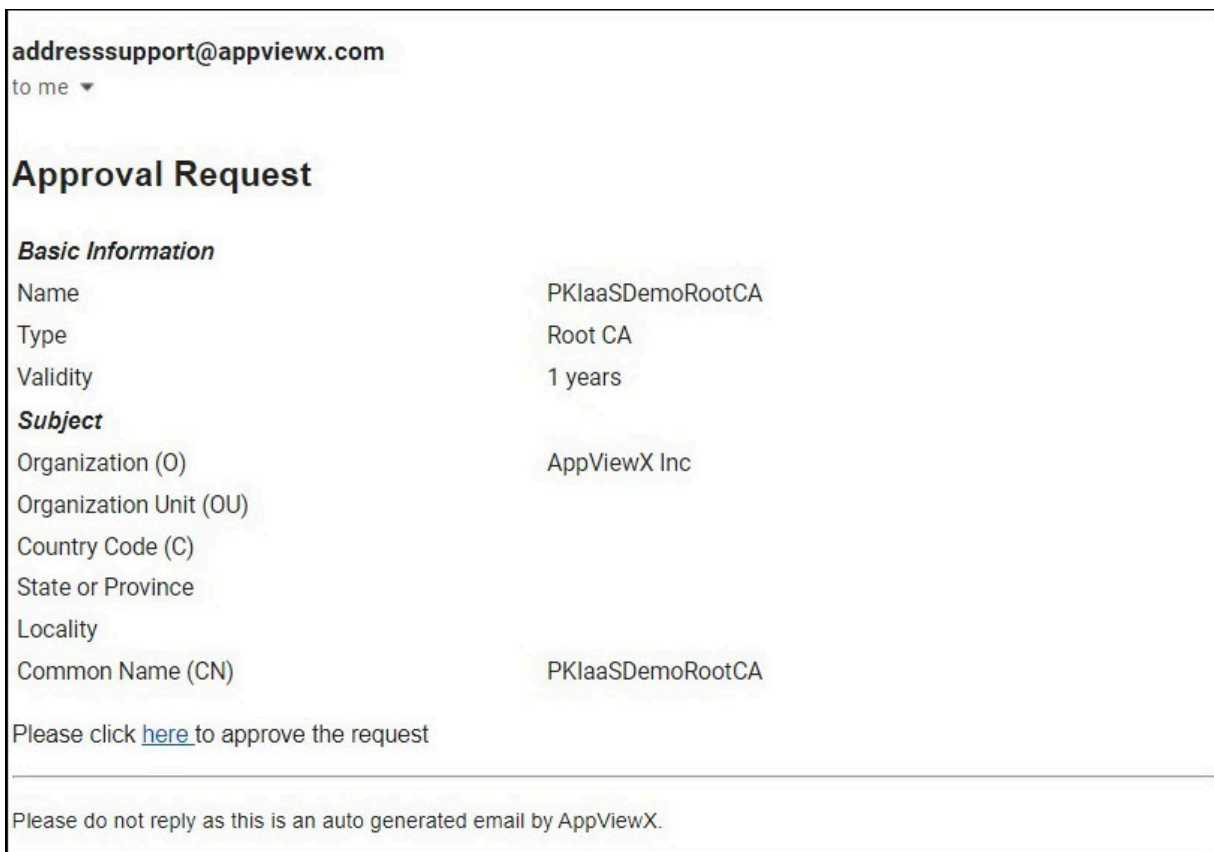 addresssupport@appviewx.com
to me
Approval Request
Basic Information
Name PKIaaSDemoRootCA
Type Root CA
Validity 1 years
Subject
Organization (O) AppViewX Inc
Organization Unit (OU)
Country Code (C)
State or Province
Locality
Common Name (CN) PKIaaSDemoRootCA
Please click here to approve the request
Please do not reply as this is an auto generated email by AppViewX.